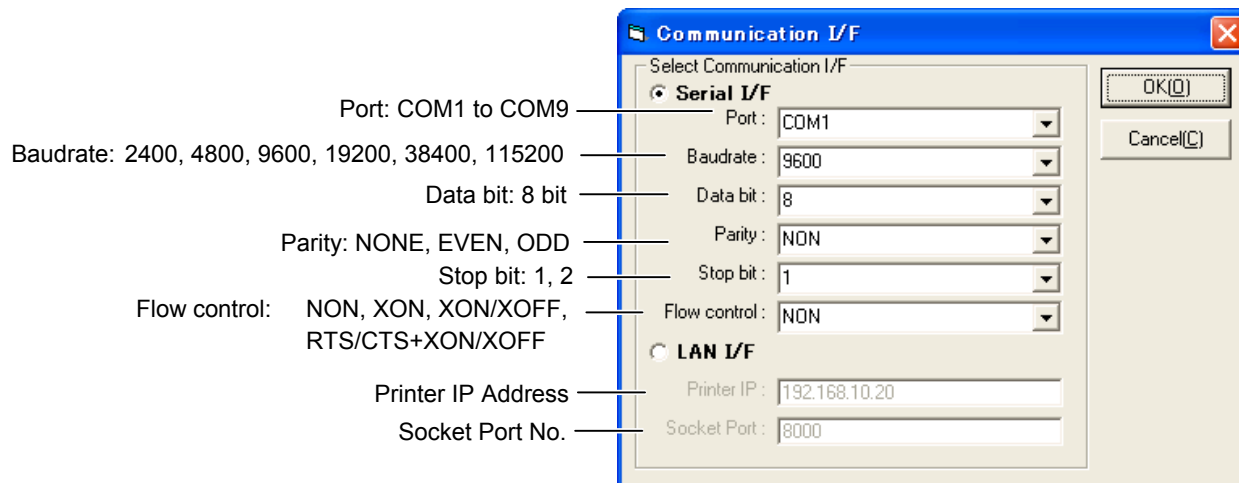 Communication I/F
Select Communication I/F
Serial I/F
Port: COM1 to COM9
Port : COM1
OK(O)
Baudrate: 2400, 4800, 9600, 19200, 38400, 115200
Baudrate : 9600
Cancel(C)
Data bit: 8 bit
Data bit : 8
Parity: NONE, EVEN, ODD
Parity : NON
Stop bit: 1, 2
Stop bit : 1
Flow control: NON, XON, XON/XOFF,
RTS/CTS+XON/XOFF
Flow control : NON
LAN I/F
Printer IP Address
Printer IP : 192.168.10.20
Socket Port No.
Socket Port : 8000